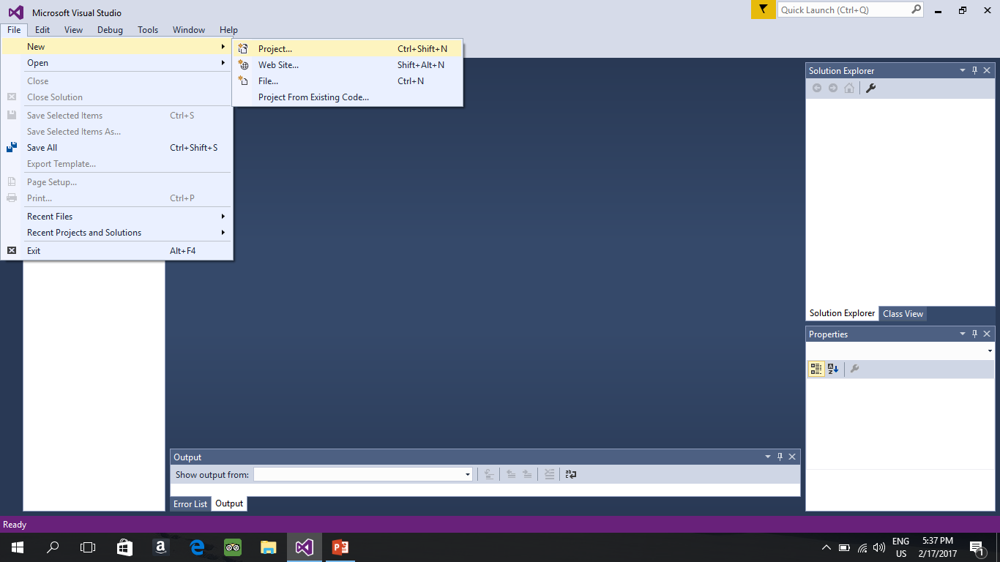 Microsoft Visual Studio
Quick Launch (Ctrl+Q)
File Edit View Debug Tools Window Help
New
Open
Close
Close Solution
Save Selected Items Ctrl+S
Save Selected Items As...
Save All Ctrl+Shift+S
Export Template...
Page Setup...
Print... Ctrl+P
Recent Files
Recent Projects and Solutions
Exit Alt+F4
Project... Ctrl+Shift+N
Web Site... Shift+Alt+N
File... Ctrl+N
Project From Existing Code...
Solution Explorer
Solution Explorer Class View
Properties
Output
Show output from:
Error List Output
Ready
ENG
US
5:37 PM
2/17/2017
1